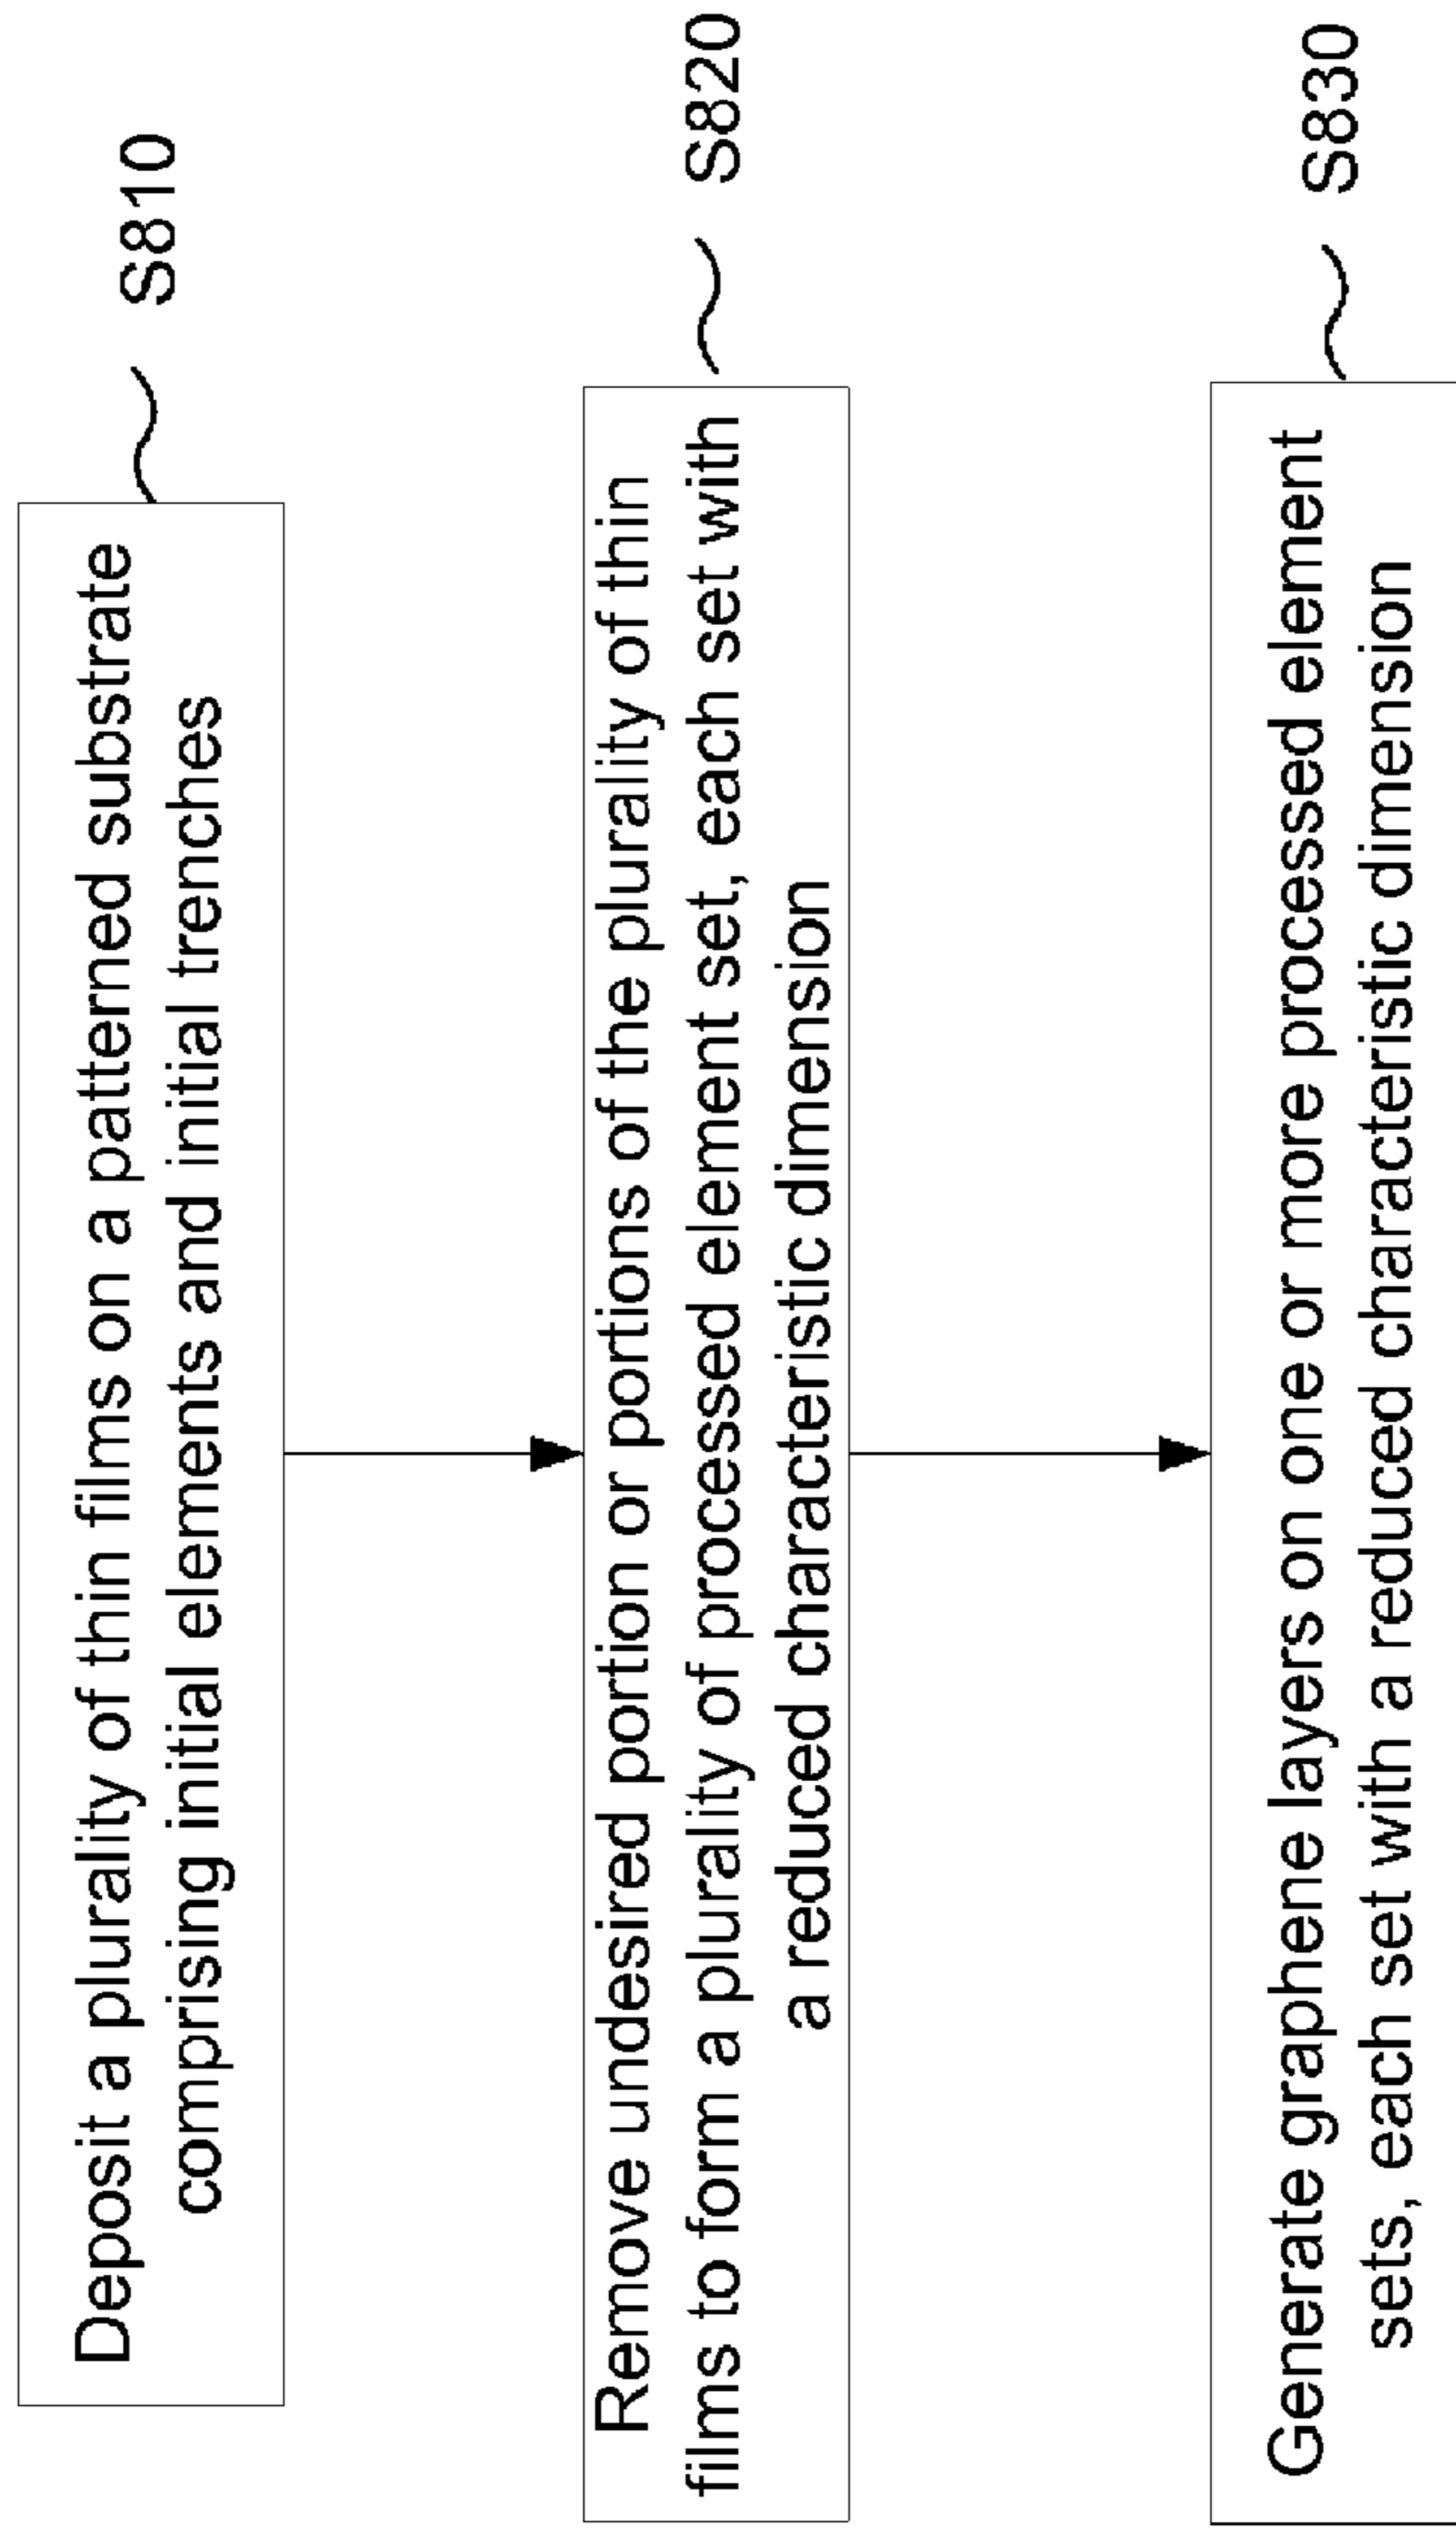 Deposit a plurality of thin films on a patterned substrate
comprising initial elements and initial trenches
S810
Remove undesired portion or portions of the plurality of thin
films to form a plurality of processed element set, each set with
a reduced characteristic dimension
S820
Generate graphene layers on one or more processed element
sets, each set with a reduced characteristic dimension
S830